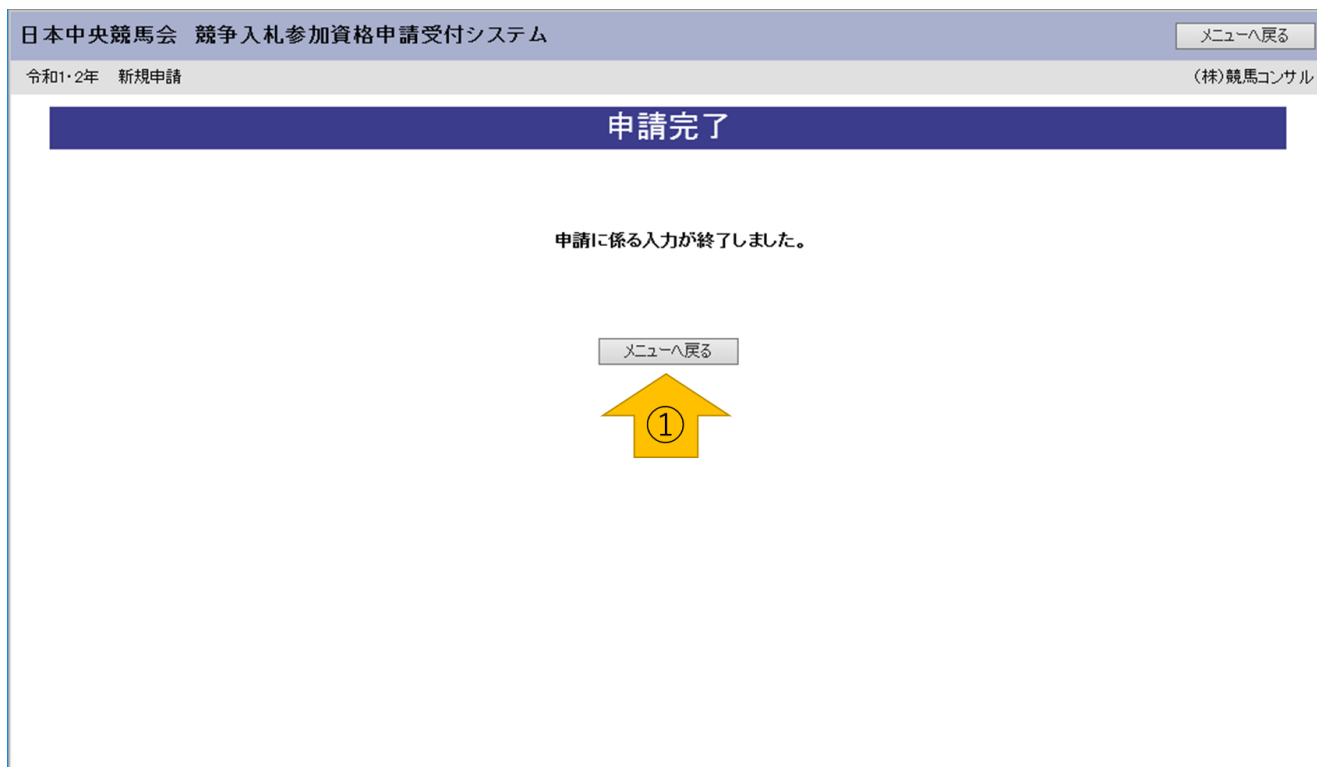 日本中央競馬会 競争入札参加資格申請受付システム
メニューへ戻る
令和1・2年 新規申請
(株)競馬コンサル
申請完了
申請に係る入力が終了しました。
メニューへ戻る
①